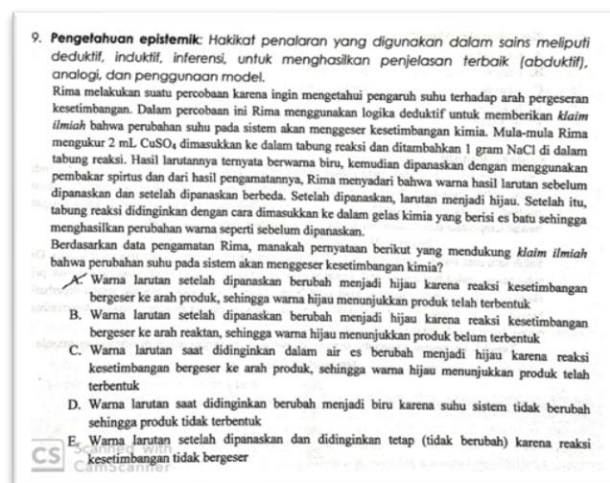 9. Pengetahuan epistemik: Hakikat penalaran yang digunakan dalam sains meliputi
deduktif, induktif, inferensi, untuk menghasilkan penjelasan terbaik (abduktif),
analogi, dan penggunaan model.
Rima melakukan suatu percobaan karena ingin mengetahui pengaruh suhu terhadap arah pergeseran
kesetimbangan. Dalam percobaan ini Rima menggunakan logika deduktif untuk memberikan klaim
ilmiah bahwa perubahan suhu pada sistem akan menggeser kesetimbangan kimia. Mula-mula Rima
mengukur 2 mL CuSO₄ dimasukkan ke dalam tabung reaksi dan ditambahkan 1 gram NaCl di dalam
tabung reaksi. Hasil larutannya ternyata berwarna biru, kemudian dipanaskan dengan menggunakan
pembakar spirtus dan dari hasil pengamatannya, Rima menyadari bahwa warna hasil larutan sebelum
dipanaskan dan setelah dipanaskan berbeda. Setelah dipanaskan, larutan menjadi hijau. Setelah itu,
tabung reaksi didinginkan dengan cara dimasukkan ke dalam gelas kimia yang berisi es batu sehingga
menghasilkan perubahan warna seperti sebelum dipanaskan.
Berdasarkan data pengamatan Rima, manakah pernyataan berikut yang mendukung klaim ilmiah
bahwa perubahan suhu pada sistem akan menggeser kesetimbangan kimia?
A. Warna larutan setelah dipanaskan berubah menjadi hijau karena reaksi kesetimbangan
bergeser ke arah produk, sehingga warna hijau menunjukkan produk telah terbentuk
B. Warna larutan setelah dipanaskan berubah menjadi hijau karena reaksi kesetimbangan
bergeser ke arah reaktan, sehingga warna hijau menunjukkan produk belum terbentuk
C. Warna larutan saat didinginkan dalam air es berubah menjadi hijau karena reaksi
kesetimbangan bergeser ke arah produk, sehingga warna hijau menunjukkan produk telah
terbentuk
D. Warna larutan saat didinginkan berubah menjadi biru karena suhu sistem tidak berubah
sehingga produk tidak terbentuk
E. Warna larutan setelah dipanaskan dan didinginkan tetap (tidak berubah) karena reaksi
kesetimbangan tidak bergeser
CS Scanned with
CamScanner